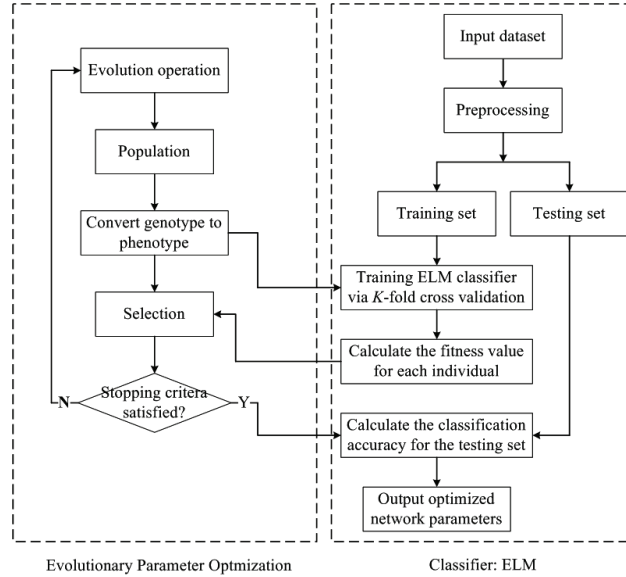 Evolution operation
Population
Convert genotype to
phenotype
Selection
Stopping critera
satisfied?
N
Y
Input dataset
Preprocessing
Training set
Testing set
Training ELM classifier
via K-fold cross validation
Calculate the fitness value
for each individual
Calculate the classification
accuracy for the testing set
Output optimized
network parameters
Evolutionary Parameter Optmization
Classifier: ELM